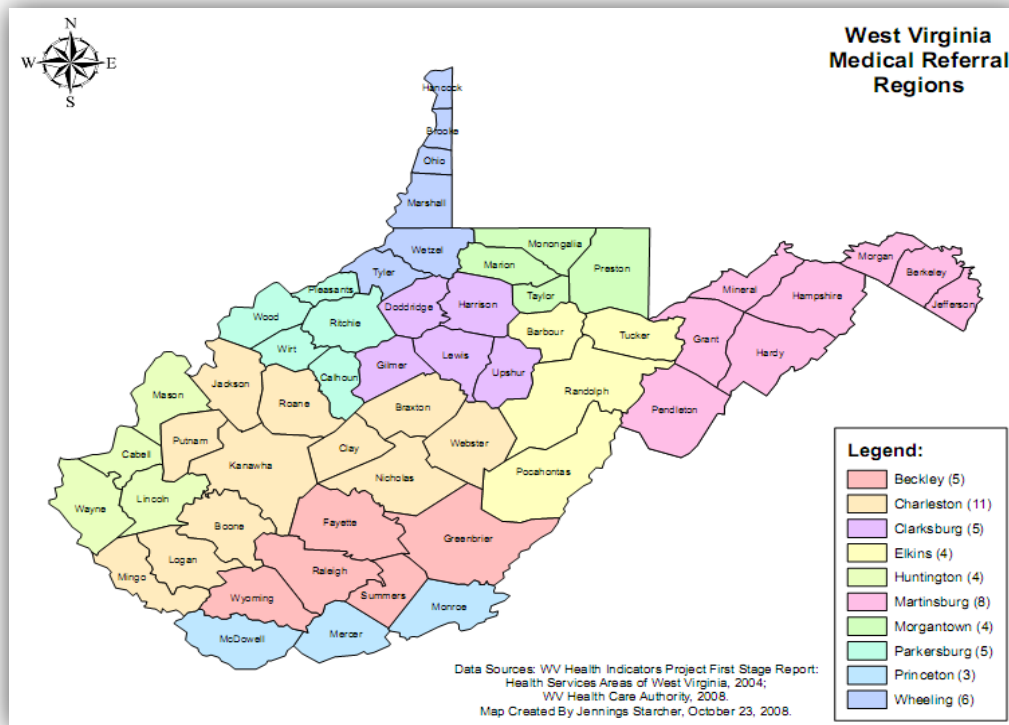 N
W E
S
West Virginia
Medical Referral
Regions
Hancock
Brooke
Ohio
Marshall
Wetzel
Monongalia
Marion
Preston
Tyler
Taylor
Pleasants
Doddridge
Harrison
Wood
Ritchie
Barbour
Tucker
Wirt
Calhoun
Gilmer
Lewis
Upshur
Randolph
Morgan
Berkeley
Jefferson
Mineral
Hampshire
Grant
Hardy
Pendleton
Mason
Jackson
Roane
Braxton
Putnam
Clay
Webster
Cabell
Kanawha
Nicholas
Pocahontas
Wayne
Lincoln
Boone
Fayette
Greenbrier
Logan
Mingo
Raleigh
Wyoming
Summers
Monroe
McDowell
Mercer
Legend:
Beckley (5)
Charleston (11)
Clarksburg (5)
Elkins (4)
Huntington (4)
Martinsburg (8)
Morgantown (4)
Parkersburg (5)
Princeton (3)
Wheeling (6)
Data Sources: WV Health Indicators Project First Stage Report:
Health Services Areas of West Virginia, 2004;
WV Health Care Authority, 2008.
Map Created By Jennings Starcher, October 23, 2008.